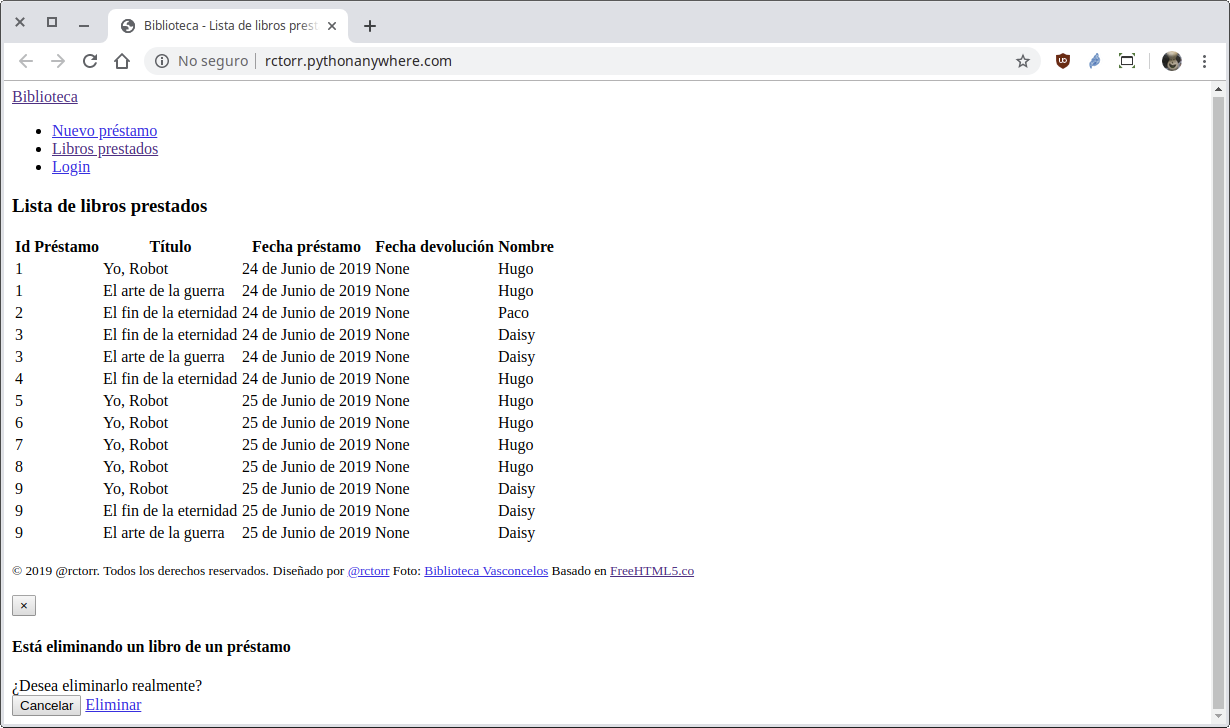 Biblioteca - Lista de libros prest
No seguro | rctorr.pythonanywhere.com
Biblioteca
Nuevo préstamo
Libros prestados
Login
Lista de libros prestados
Id Préstamo Título Fecha préstamo Fecha devolución Nombre
1 Yo, Robot 24 de Junio de 2019 None Hugo
1 El arte de la guerra 24 de Junio de 2019 None Hugo
2 El fin de la eternidad 24 de Junio de 2019 None Paco
3 El fin de la eternidad 24 de Junio de 2019 None Daisy
3 El arte de la guerra 24 de Junio de 2019 None Daisy
4 El fin de la eternidad 24 de Junio de 2019 None Hugo
5 Yo, Robot 25 de Junio de 2019 None Hugo
6 Yo, Robot 25 de Junio de 2019 None Hugo
7 Yo, Robot 25 de Junio de 2019 None Hugo
8 Yo, Robot 25 de Junio de 2019 None Hugo
9 Yo, Robot 25 de Junio de 2019 None Daisy
9 El fin de la eternidad 25 de Junio de 2019 None Daisy
9 El arte de la guerra 25 de Junio de 2019 None Daisy
© 2019 @rctorr. Todos los derechos reservados. Diseñado por @rctorr Foto: Biblioteca Vasconcelos Basado en FreeHTML5.co
×
Está eliminando un libro de un préstamo
¿Desea eliminarlo realmente?
Cancelar Eliminar